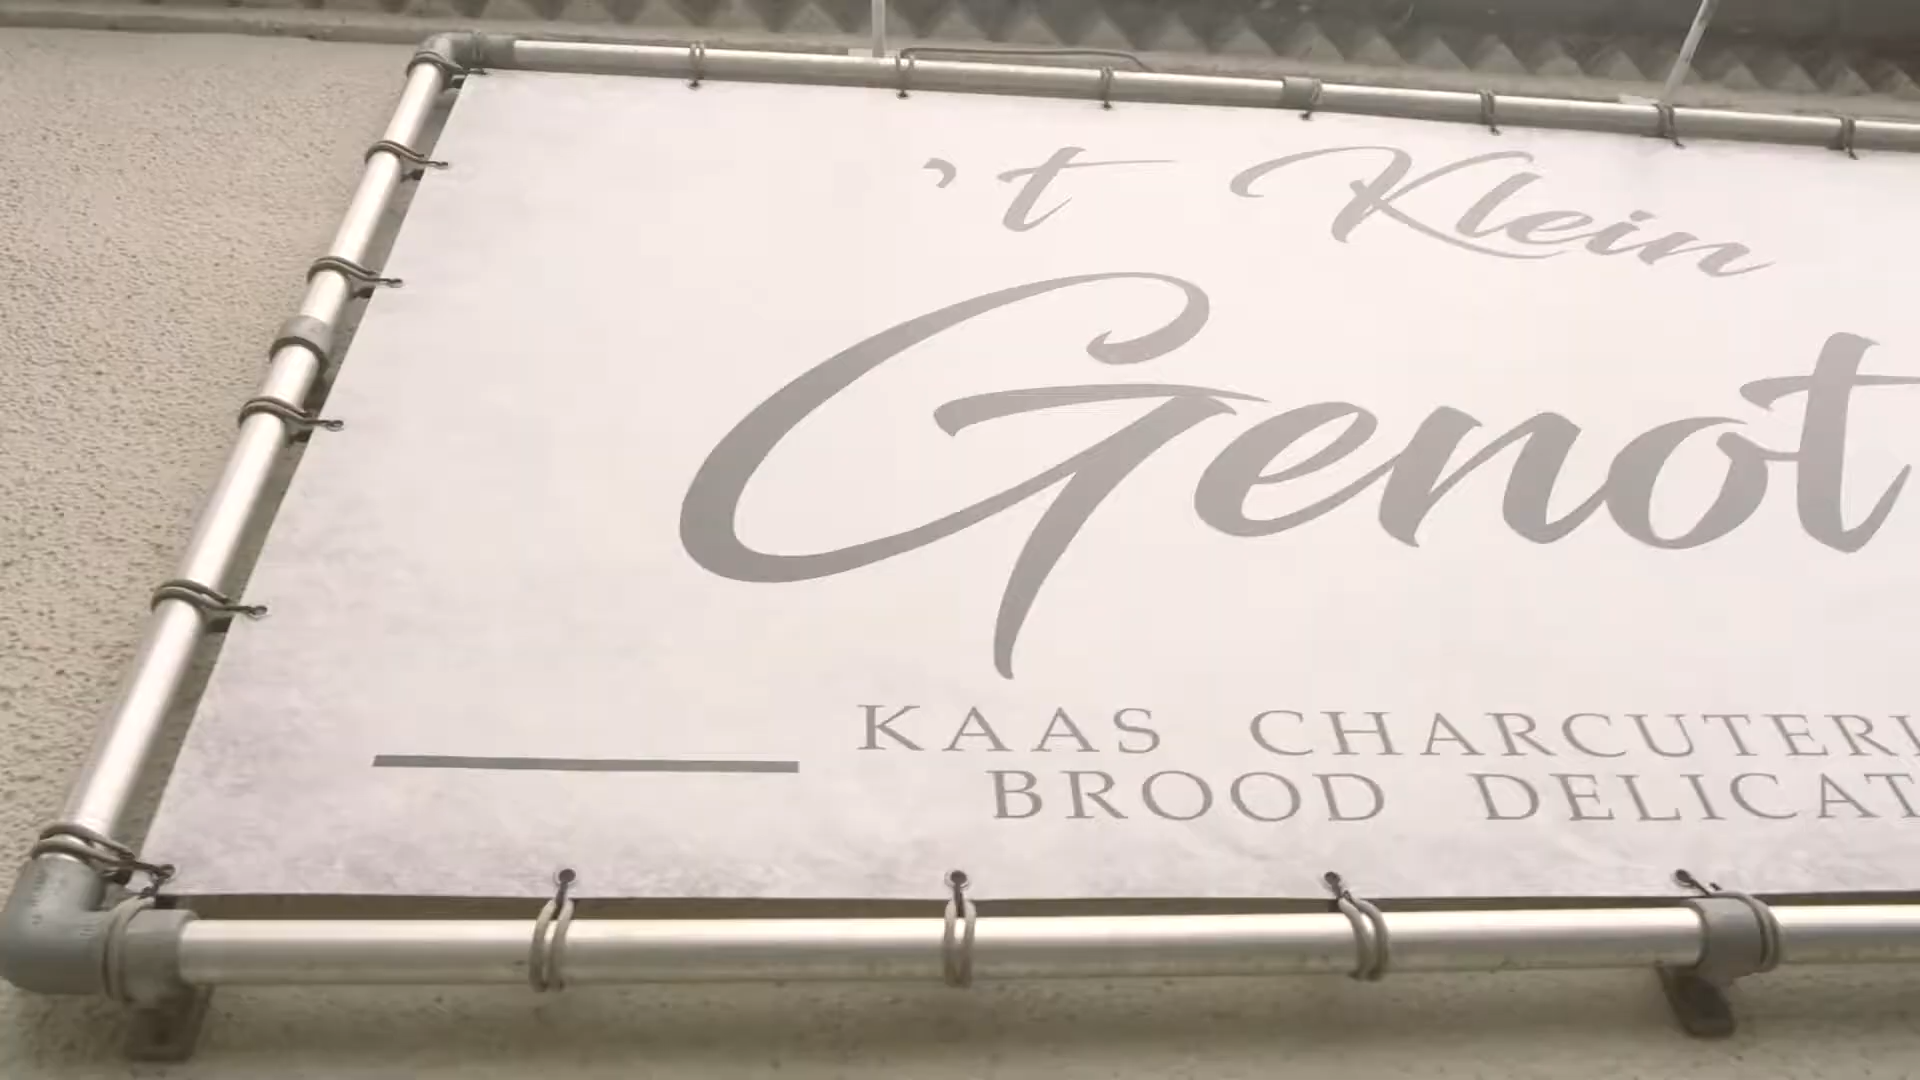 't Klein
Genot
KAAS CHARCUTERI
BROOD DELICAT